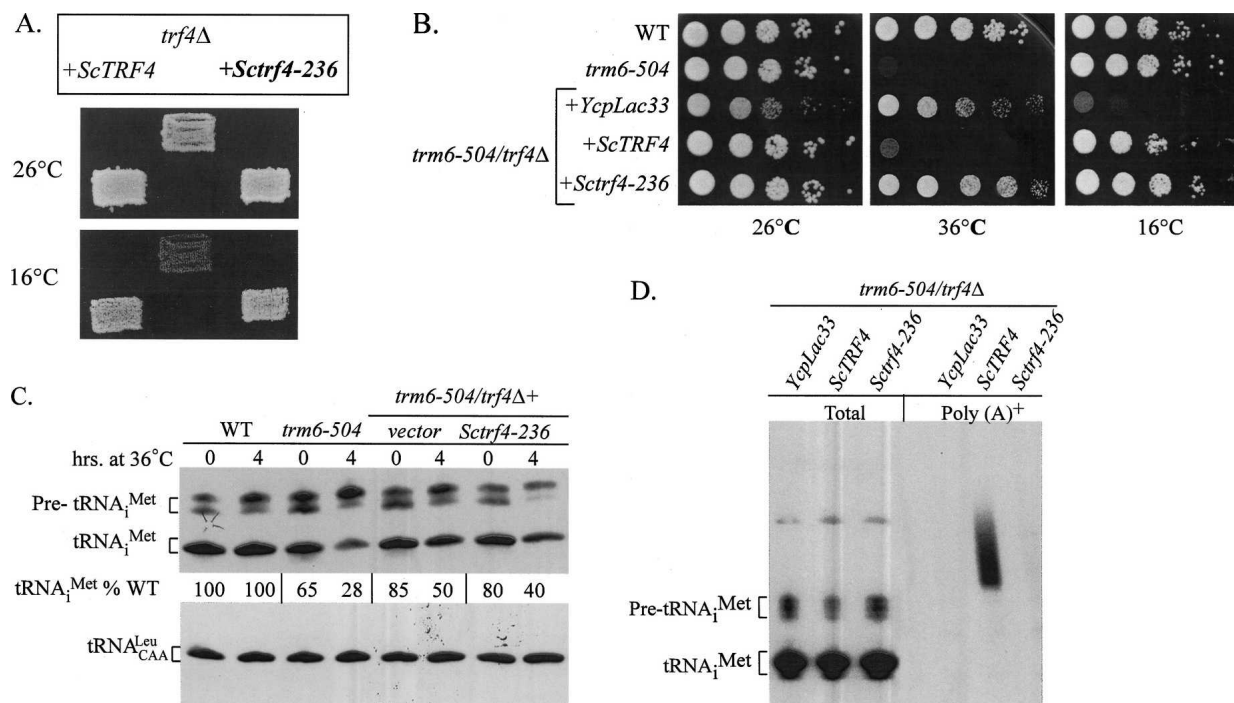 A.
trf4Δ
+ScTRF4 +Sctrf4-236
26°C
16°C
B.
WT
trm6-504
+YcpLac33
trm6-504/trf4Δ
+ScTRF4
+Sctrf4-236
26°C 36°C 16°C
C.
trm6-504/trf4Δ+
WT trm6-504 vector Sctrf4-236
hrs. at 36°C 0 4 0 4 0 4 0 4
Pre- tRNAiMet
tRNAiMet
tRNAiMet % WT 100 100 65 28 85 50 80 40
tRNALeuCAA
D.
trm6-504/trf4Δ
YcpLac33 ScTRF4 Sctrf4-236 YcpLac33 ScTRF4 Sctrf4-236
Total Poly (A)+
Pre-tRNAiMet
tRNAiMet